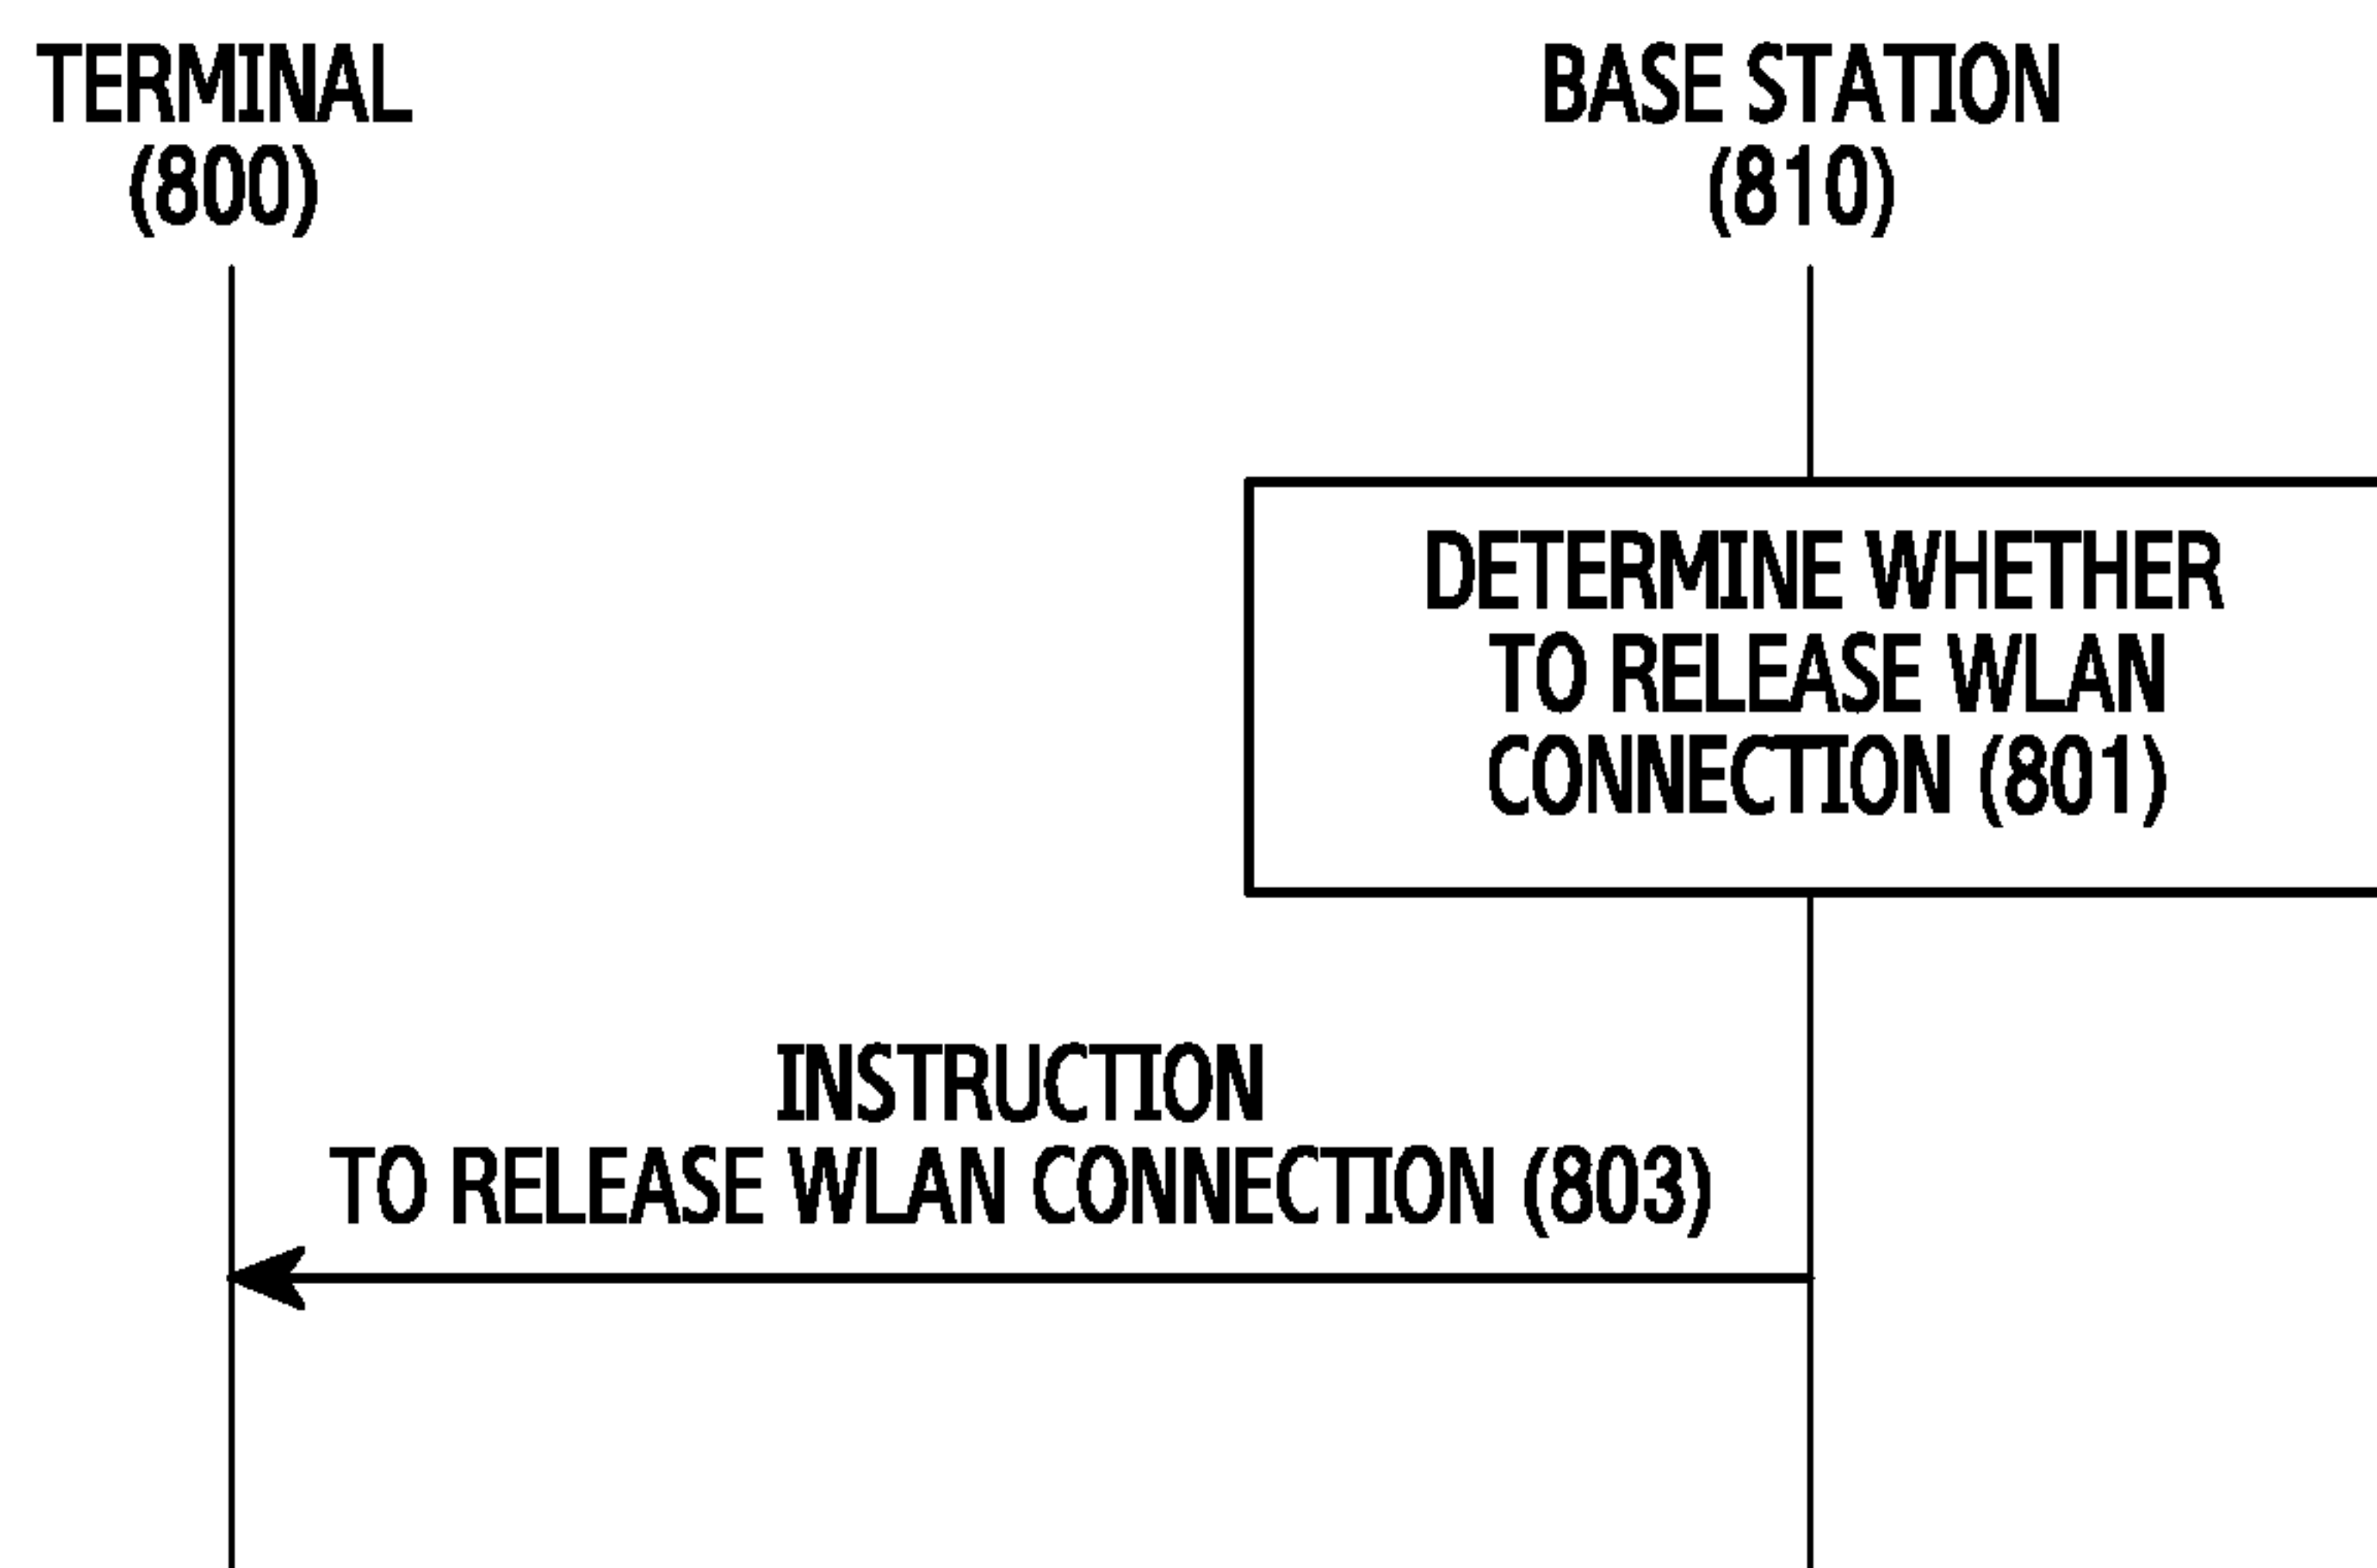 TERMINAL
(800)
BASE STATION
(810)
DETERMINE WHETHER
TO RELEASE WLAN
CONNECTION (801)
INSTRUCTION
TO RELEASE WLAN CONNECTION (803)